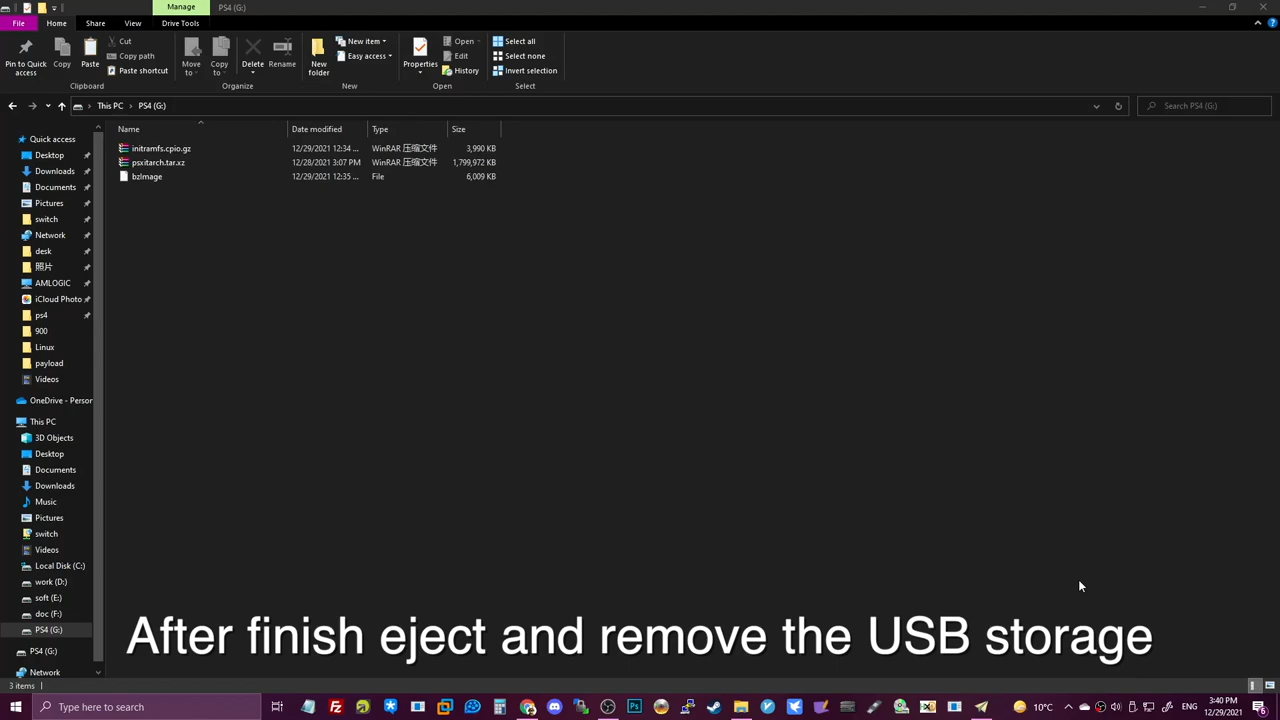 Manage
PS4 (G:)
File
Home
Share
View
Drive Tools
Pin to Quick access
Copy
Paste
Cut
Copy path
Paste shortcut
Clipboard
Move to
Copy to
Delete
Rename
Organize
New folder
New item
Easy access
New
Properties
Open
Edit
History
Open
Select all
Select none
Invert selection
Select
This PC
PS4 (G:)
Search PS4 (G:)
Name
Date modified
Type
Size
initramfs.cpio.gz 12/29/2021 12:34 ... WinRAR 压缩文件 3,990 KB
psxitarch.tar.xz 12/28/2021 3:07 PM WinRAR 压缩文件 1,799,972 KB
bzImage 12/29/2021 12:35 ... File 6,009 KB
Quick access
Desktop
Downloads
Documents
Pictures
switch
Network
desk
照片
AMLOGIC
iCloud Photo
ps4
900
Linux
payload
Videos
OneDrive - Person
This PC
3D Objects
Desktop
Documents
Downloads
Music
Pictures
switch
Videos
Local Disk (C:)
work (D:)
soft (E:)
doc (F:)
PS4 (G:)
PS4 (G:)
Network
After finish eject and remove the USB storage
3 items
Type here to search
10°C
3:40 PM
12/29/2021
6